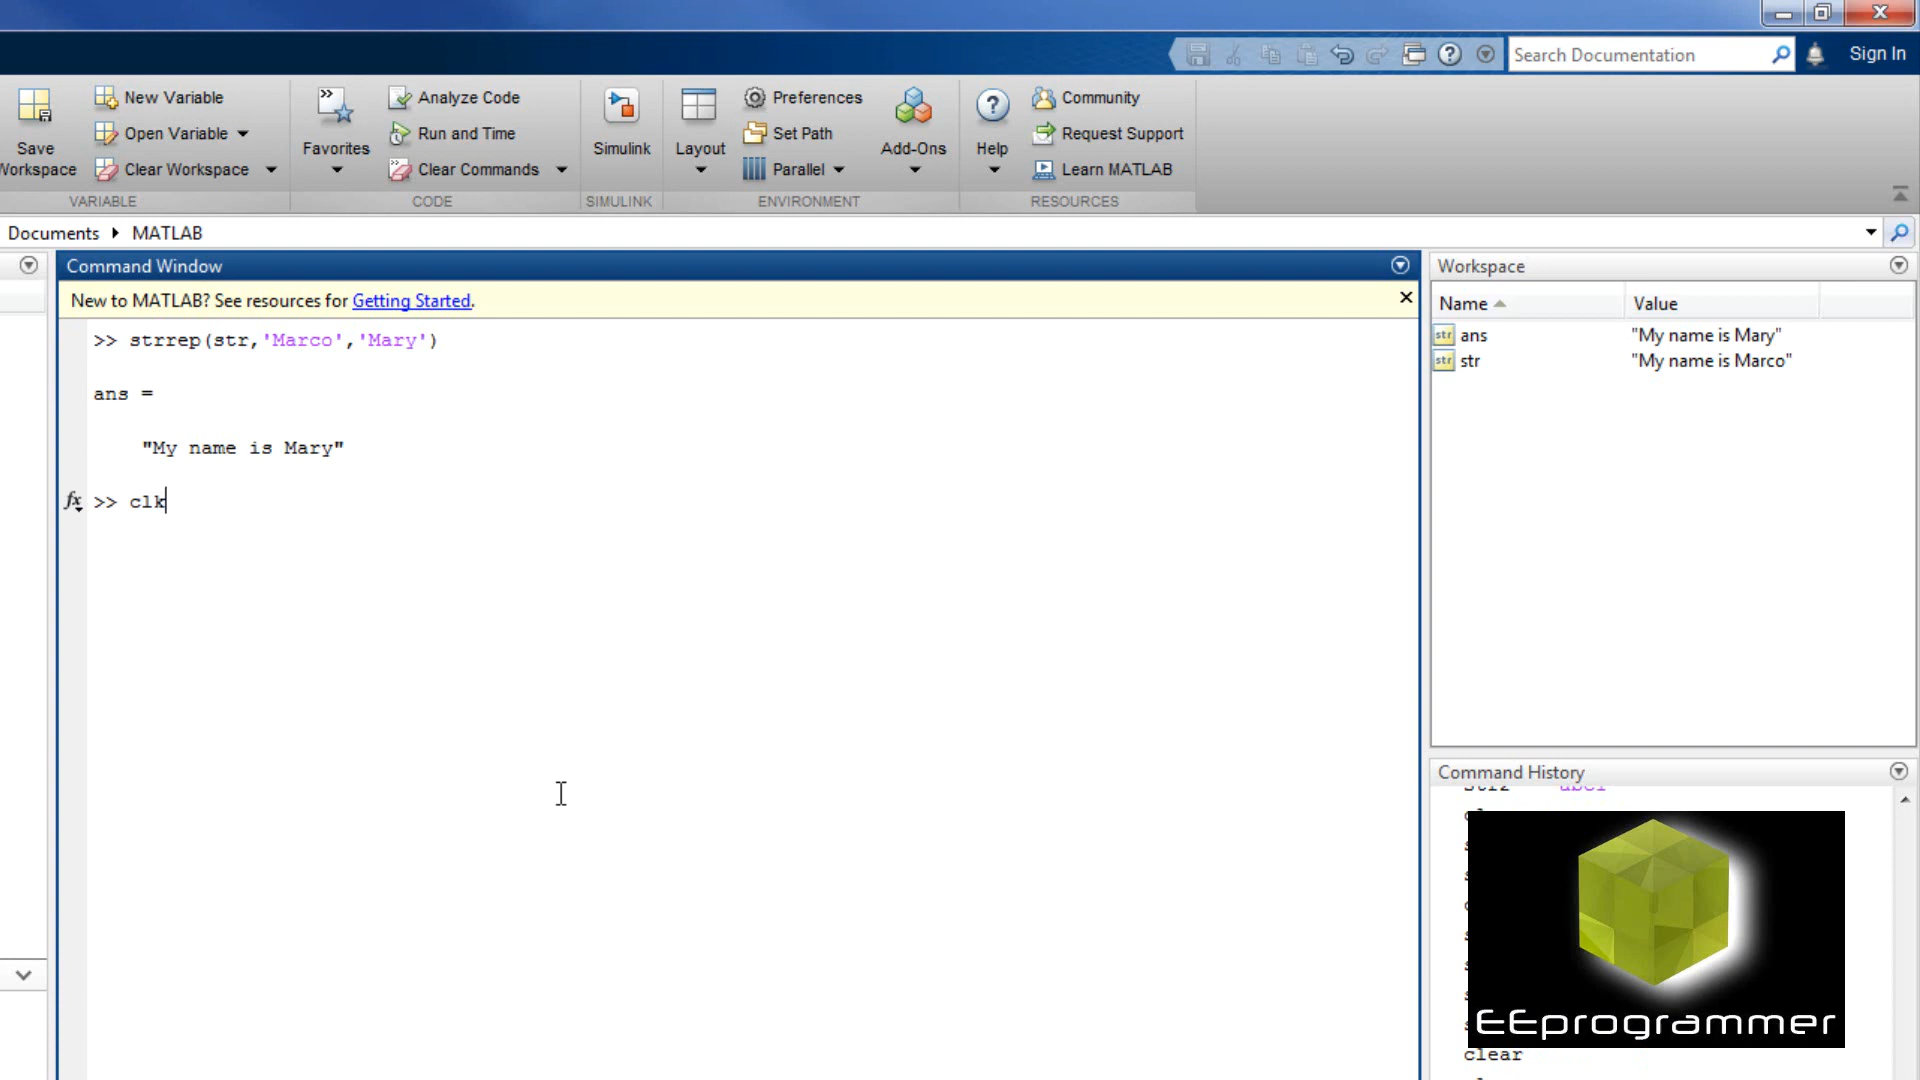 Search Documentation
Sign In
New Variable
Analyze Code
Preferences
Community
Open Variable
Run and Time
Set Path
Request Support
Save
Workspace
Clear Workspace
Favorites
Clear Commands
Simulink
Layout
Parallel
Add-Ons
Help
Learn MATLAB
VARIABLE
CODE
SIMULINK
ENVIRONMENT
RESOURCES
Documents MATLAB
Command Window
New to MATLAB? See resources for Getting Started.
>> strrep(str,'Marco','Mary')
ans =
"My name is Mary"
fx >> clk
Workspace
Name Value
str ans "My name is Mary"
str str "My name is Marco"
Command History
EEprogrammer
clear